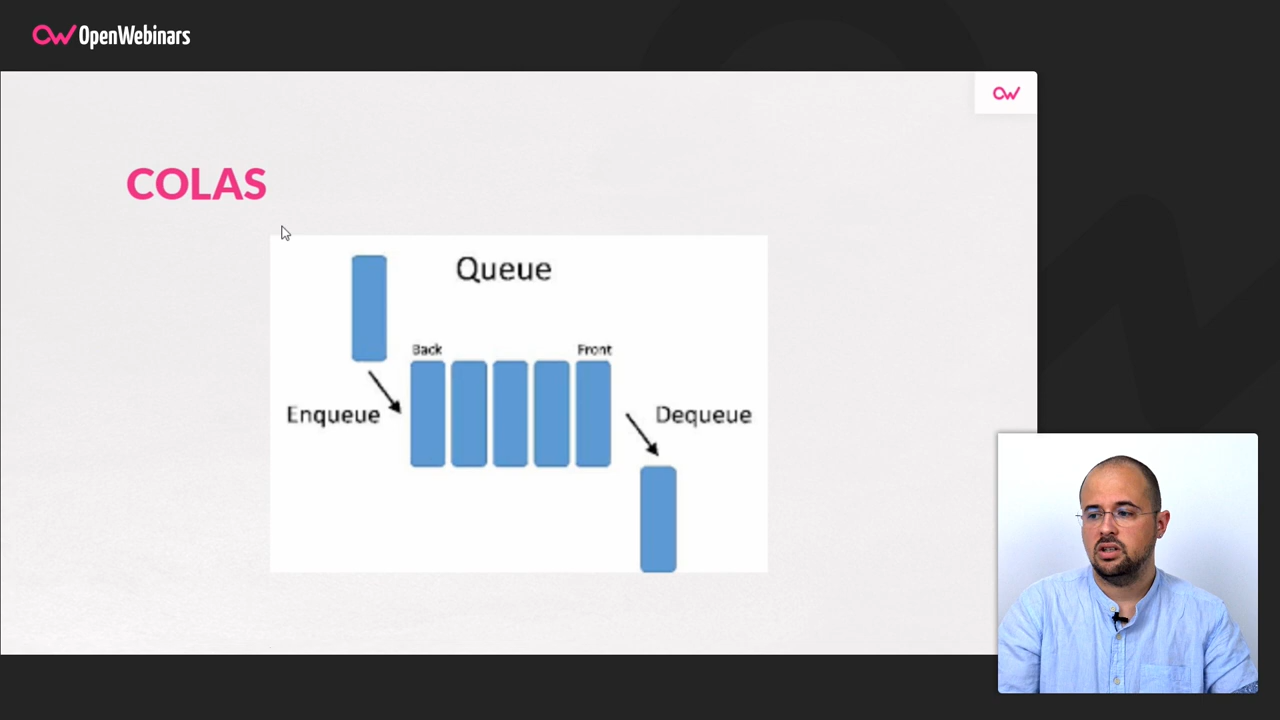 OpenWebinars
COLAS
Queue
Back
Front
Enqueue
Dequeue